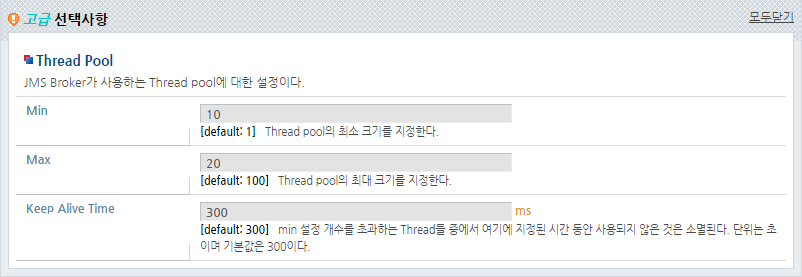 고급 선택사항
모두닫기
Thread Pool
JMS Broker가 사용하는 Thread pool에 대한 설정이다.
Min
10
[default: 1] Thread pool의 최소 크기를 지정한다.
Max
20
[default: 100] Thread pool의 최대 크기를 지정한다.
Keep Alive Time
300 ms
[default: 300] min 설정 개수를 초과하는 Thread들 중에서 여기에 지정된 시간 동안 사용되지 않은 것은 소멸된다. 단위는 초
이며 기본값은 300이다.